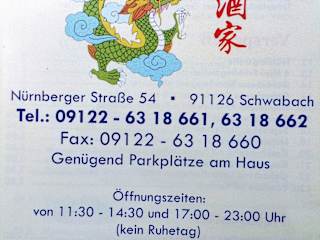 酒
家
Nürnberger Straße 54 • 91126 Schwabach
Tel.: 09122 - 63 18 661, 63 18 662
Fax: 09122 - 63 18 660
Genügend Parkplätze am Haus
Öffnungszeiten:
von 11:30 - 14:30 und 17:00 - 23:00 Uhr
(kein Ruhetag)